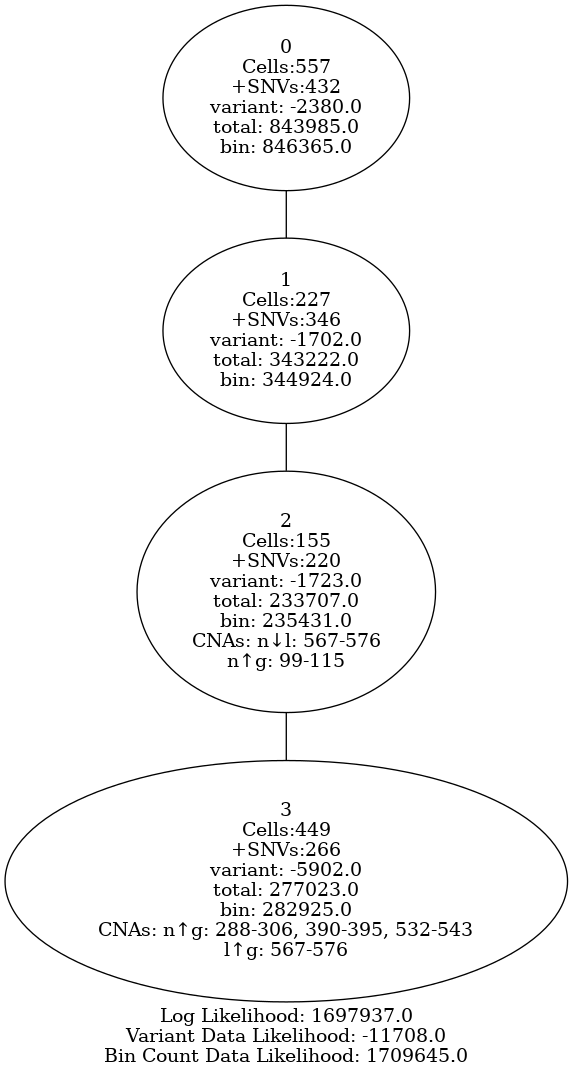 0
Cells:557
+SNVs:432
variant: -2380.0
total: 843985.0
bin: 846365.0
1
Cells:227
+SNVs:346
variant: -1702.0
total: 343222.0
bin: 344924.0
2
Cells:155
+SNVs:220
variant: -1723.0
total: 233707.0
bin: 235431.0
CNAs: n↓l: 567-576
n↑g: 99-115
3
Cells:449
+SNVs:266
variant: -5902.0
total: 277023.0
bin: 282925.0
CNAs: n↑g: 288-306, 390-395, 532-543
l↑g: 567-576
Log Likelihood: 1697937.0
Variant Data Likelihood: -11708.0
Bin Count Data Likelihood: 1709645.0